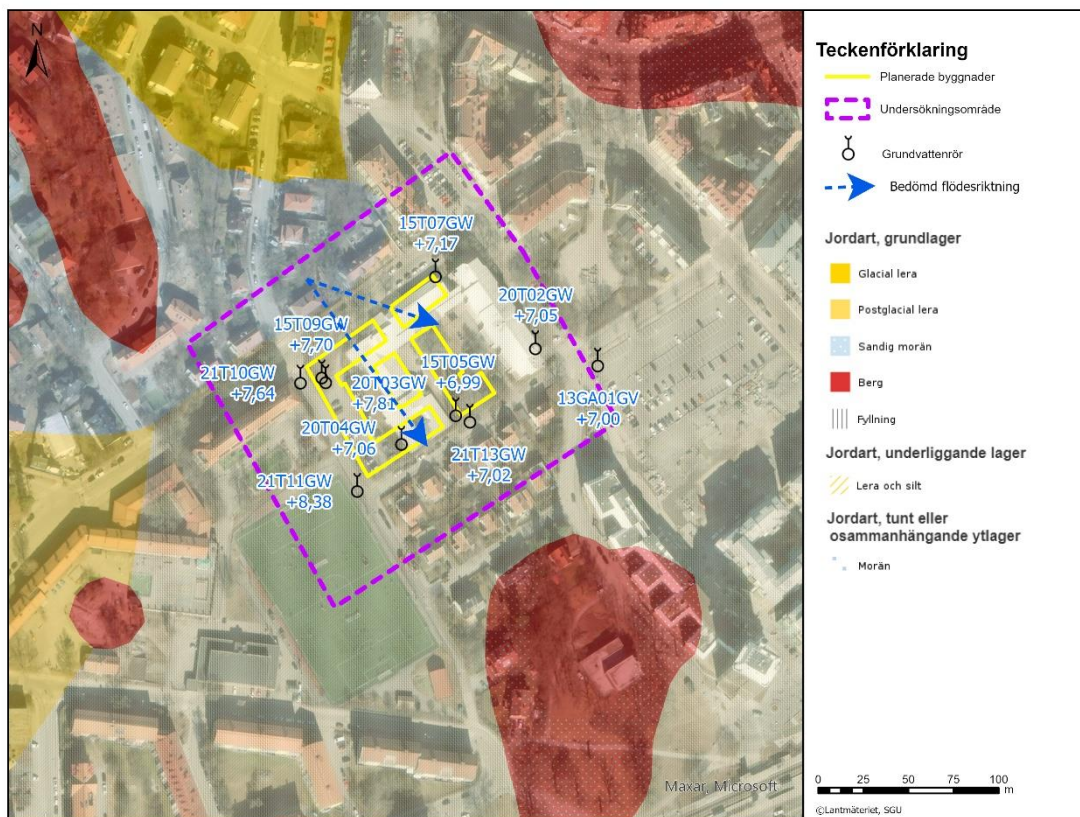 N
15T07GW
+7,17
20T02GW
+7,05
15T09GW
+7,70
21T10GW
+7,64
20T03GW
+7,81
15T05GW
+6,99
13GA01GV
+7,00
20T04GW
+7,06
21T13GW
+7,02
21T11GW
+8,38
Maxar, Microsoft
Teckenförklaring
Planerade byggnader
Undersökningsområde
Grundvattenrör
Bedömd flödesriktning
Jordart, grundlager
Glacial lera
Postglacial lera
Sandig morän
Berg
Fyllning
Jordart, underliggande lager
Lera och silt
Jordart, tunt eller
osammanhängande ytlager
Morän
0 25 50 75 100
m
©Lantmäteriet, SGU